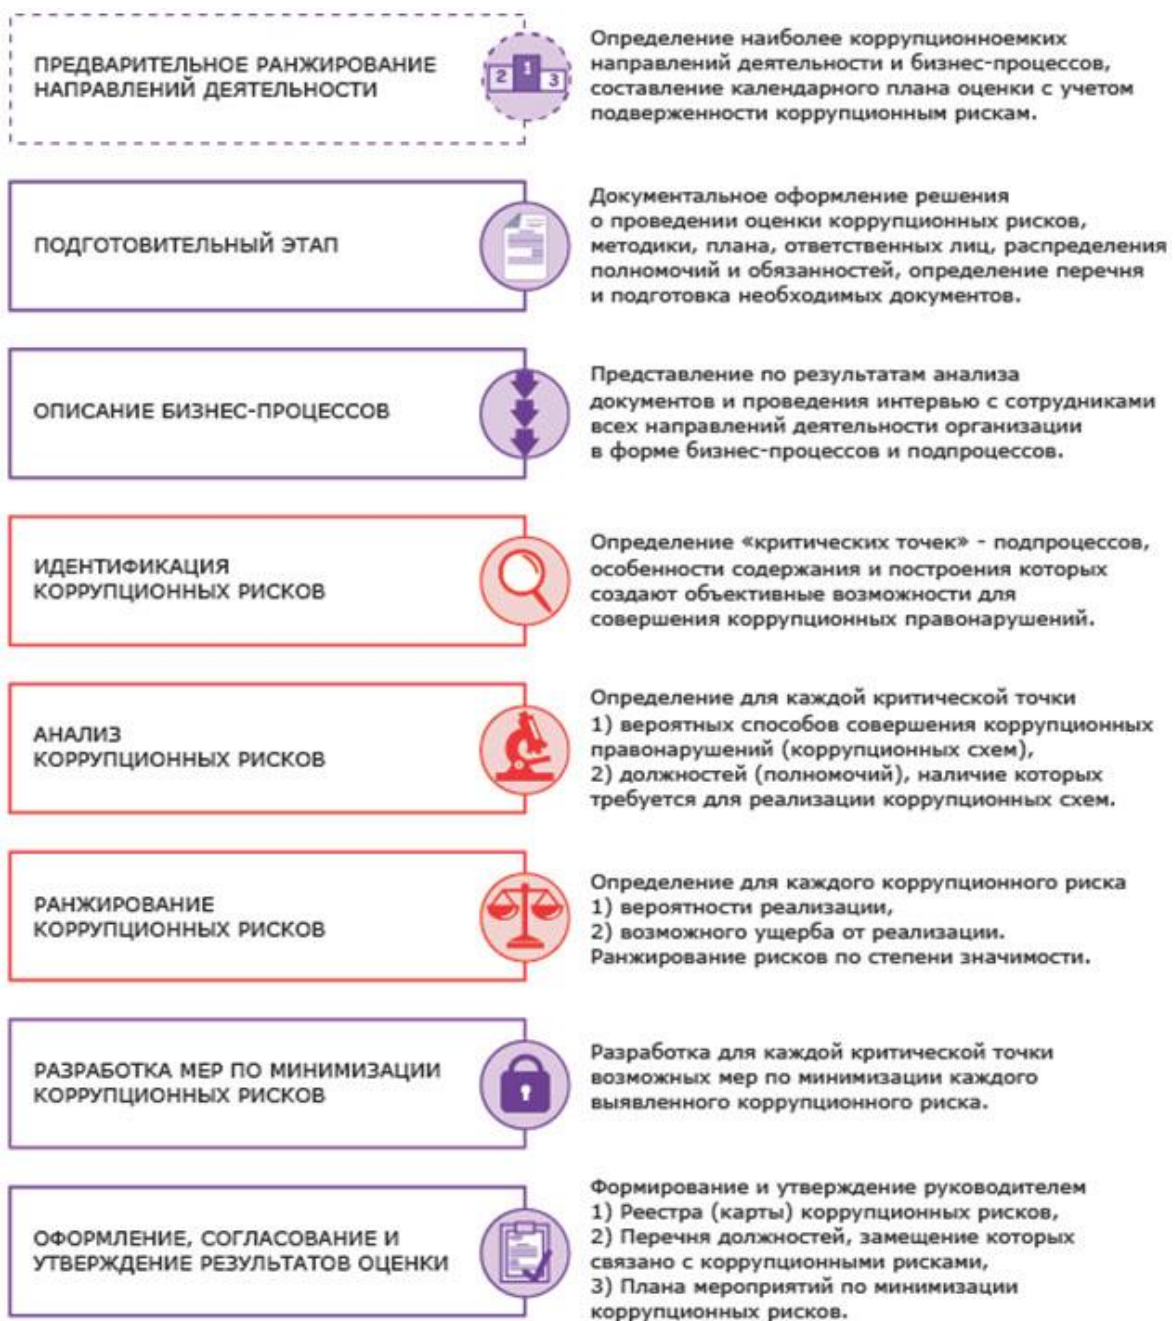 ПРЕДВАРИТЕЛЬНОЕ РАНЖИРОВАНИЕ
НАПРАВЛЕНИЙ ДЕЯТЕЛЬНОСТИ
2 1 3
Определение наиболее коррупционноемких
направлений деятельности и бизнес-процессов,
составление календарного плана оценки с учетом
подверженности коррупционным рискам.
ПОДГОТОВИТЕЛЬНЫЙ ЭТАП
Документальное оформление решения
о проведении оценки коррупционных рисков,
методики, плана, ответственных лиц, распределения
полномочий и обязанностей, определение перечня
и подготовка необходимых документов.
ОПИСАНИЕ БИЗНЕС-ПРОЦЕССОВ
Представление по результатам анализа
документов и проведения интервью с сотрудниками
всех направлений деятельности организации
в форме бизнес-процессов и подпроцессов.
ИДЕНТИФИКАЦИЯ
КОРРУПЦИОННЫХ РИСКОВ
Определение «критических точек» - подпроцессов,
особенности содержания и построения которых
создают объективные возможности для
совершения коррупционных правонарушений.
АНАЛИЗ
КОРРУПЦИОННЫХ РИСКОВ
Определение для каждой критической точки
1) вероятных способов совершения коррупционных
правонарушений (коррупционных схем),
2) должностей (полномочий), наличие которых
требуется для реализации коррупционных схем.
РАНЖИРОВАНИЕ
КОРРУПЦИОННЫХ РИСКОВ
Определение для каждого коррупционного риска
1) вероятности реализации,
2) возможного ущерба от реализации.
Ранжирование рисков по степени значимости.
РАЗРАБОТКА МЕР ПО МИНИМИЗАЦИИ
КОРРУПЦИОННЫХ РИСКОВ
Разработка для каждой критической точки
возможных мер по минимизации каждого
выявленного коррупционного риска.
ОФОРМЛЕНИЕ, СОГЛАСОВАНИЕ И
УТВЕРЖДЕНИЕ РЕЗУЛЬТАТОВ ОЦЕНКИ
Формирование и утверждение руководителем
1) Реестра (карты) коррупционных рисков,
2) Перечня должностей, замещение которых
связано с коррупционными рисками,
3) Плана мероприятий по минимизации
коррупционных рисков.